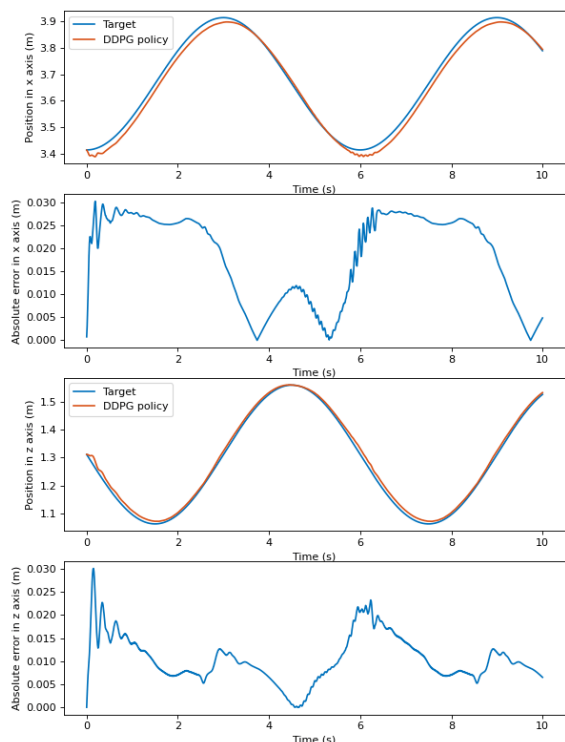 Position in x axis (m)
3.9
3.8
3.7
3.6
3.5
3.4
Target
DDPG policy
0 2 4 6 8 10
Time (s)
Absolute error in x axis (m)
0.030
0.025
0.020
0.015
0.010
0.005
0.000
0 2 4 6 8 10
Time (s)
Position in z axis (m)
1.5
1.4
1.3
1.2
1.1
Target
DDPG policy
0 2 4 6 8 10
Time (s)
Absolute error in z axis (m)
0.030
0.025
0.020
0.015
0.010
0.005
0.000
0 2 4 6 8 10
Time (s)